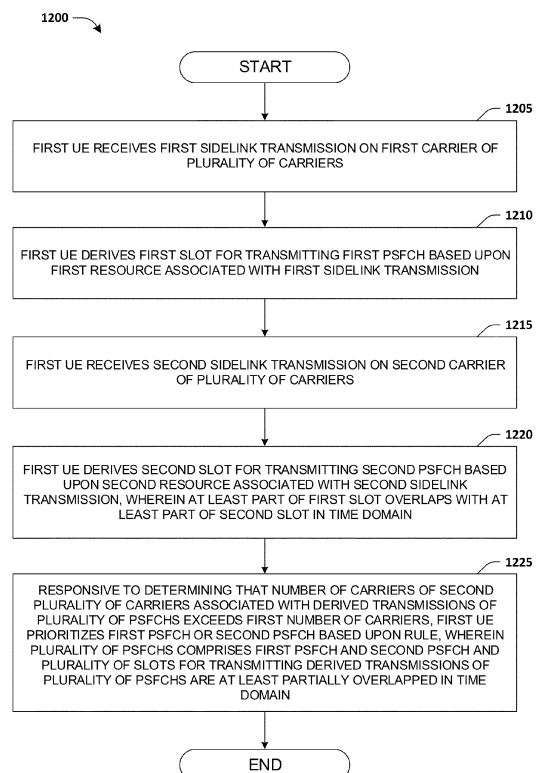 1200
START
1205
FIRST UE RECEIVES FIRST SIDELINK TRANSMISSION ON FIRST CARRIER OF
PLURALITY OF CARRIERS
1210
FIRST UE DERIVES FIRST SLOT FOR TRANSMITTING FIRST PSFCH BASED UPON
FIRST RESOURCE ASSOCIATED WITH FIRST SIDELINK TRANSMISSION
1215
FIRST UE RECEIVES SECOND SIDELINK TRANSMISSION ON SECOND CARRIER
OF PLURALITY OF CARRIERS
1220
FIRST UE DERIVES SECOND SLOT FOR TRANSMITTING SECOND PSFCH BASED
UPON SECOND RESOURCE ASSOCIATED WITH SECOND SIDELINK
TRANSMISSION, WHEREIN AT LEAST PART OF FIRST SLOT OVERLAPS WITH AT
LEAST PART OF SECOND SLOT IN TIME DOMAIN
1225
RESPONSIVE TO DETERMINING THAT NUMBER OF CARRIERS OF SECOND
PLURALITY OF CARRIERS ASSOCIATED WITH DERIVED TRANSMISSIONS OF
PLURALITY OF PSFCHS EXCEEDS FIRST NUMBER OF CARRIERS, FIRST UE
PRIORITIZES FIRST PSFCH OR SECOND PSFCH BASED UPON RULE, WHEREIN
PLURALITY OF PSFCHS COMPRISES FIRST PSFCH AND SECOND PSFCH AND
PLURALITY OF SLOTS FOR TRANSMITTING DERIVED TRANSMISSIONS OF
PLURALITY OF PSFCHS ARE AT LEAST PARTIALLY OVERLAPPED IN TIME
DOMAIN
END